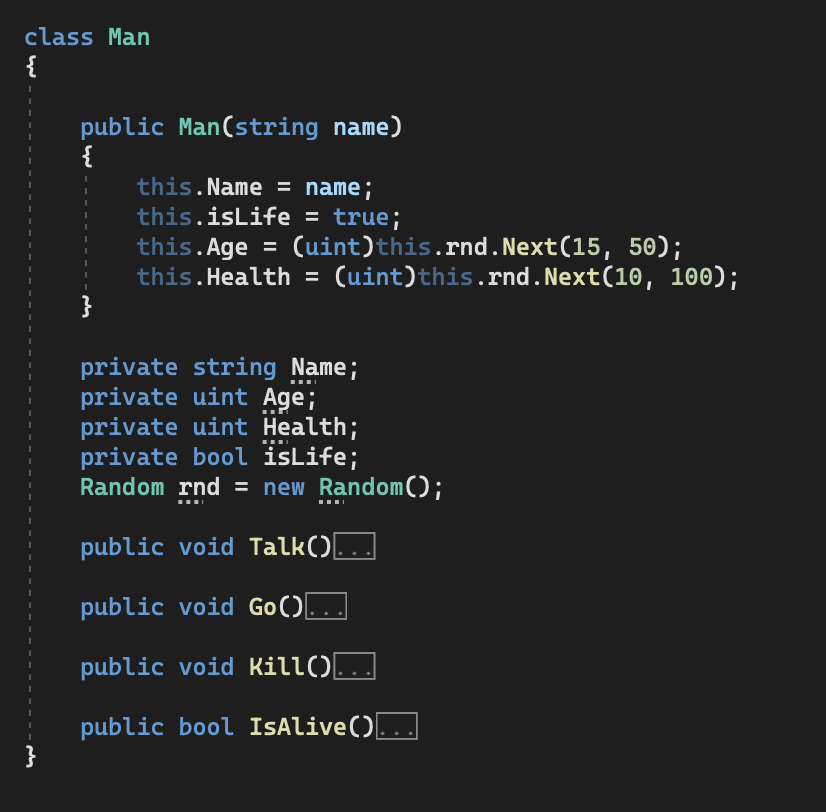 class Man
{
public Man(string name)
{
this.Name = name;
this.isLife = true;
this.Age = (uint)this.rnd.Next(15, 50);
this.Health = (uint)this.rnd.Next(10, 100);
}
private string Name;
private uint Age;
private uint Health;
private bool isLife;
Random rnd = new Random();
public void Talk()...
public void Go()...
public void Kill()...
public bool IsAlive()...
}